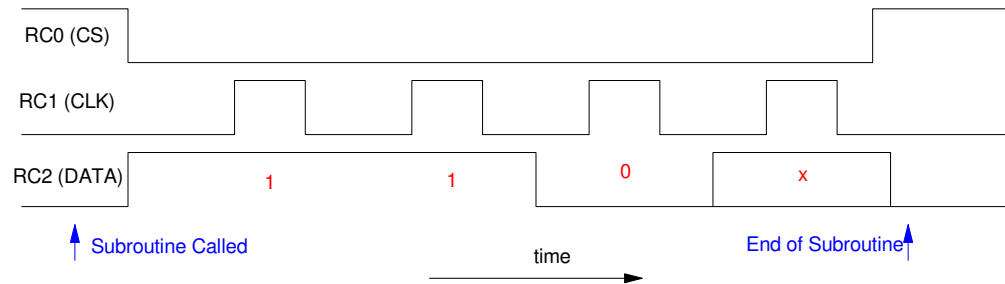 RC0 (CS)
RC1 (CLK)
RC2 (DATA)
1 1 0 x
Subroutine Called
End of Subroutine
time